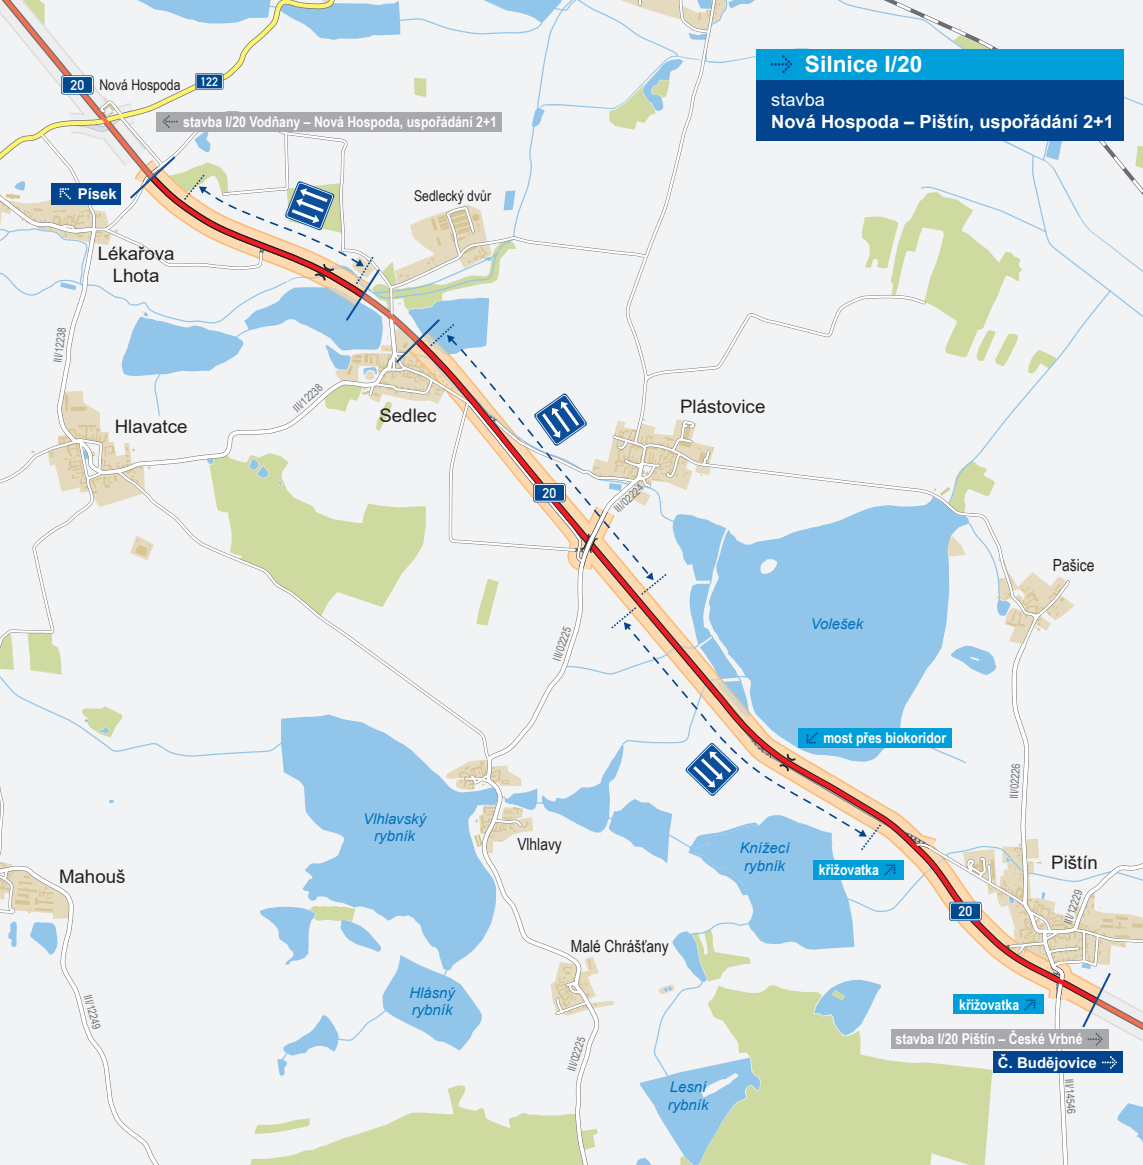 Silnice I/20
stavba
Nová Hospoda – Pištín, uspořádání 2+1
20
Nová Hospoda
122
stavba I/20 Vodňany – Nová Hospoda, uspořádání 2+1
Písek
Sedlecký dvůr
Lékařova
Lhota
III/12238
III/12238
Sedlec
Hlavatce
Plástovice
20
III/02224
Pašice
Volešek
III/02225
most přes biokoridor
III/02226
Vlhlavský
rybník
Vlhlavy
Knížecí
rybník
křižovatka
Pištín
Mahouš
III/12229
20
Malé Chrášťany
Hlásný
rybník
křižovatka
III/12249
stavba I/20 Pištín – České Vrbné
Č. Budějovice
III/02225
Lesní
rybník
III/14546